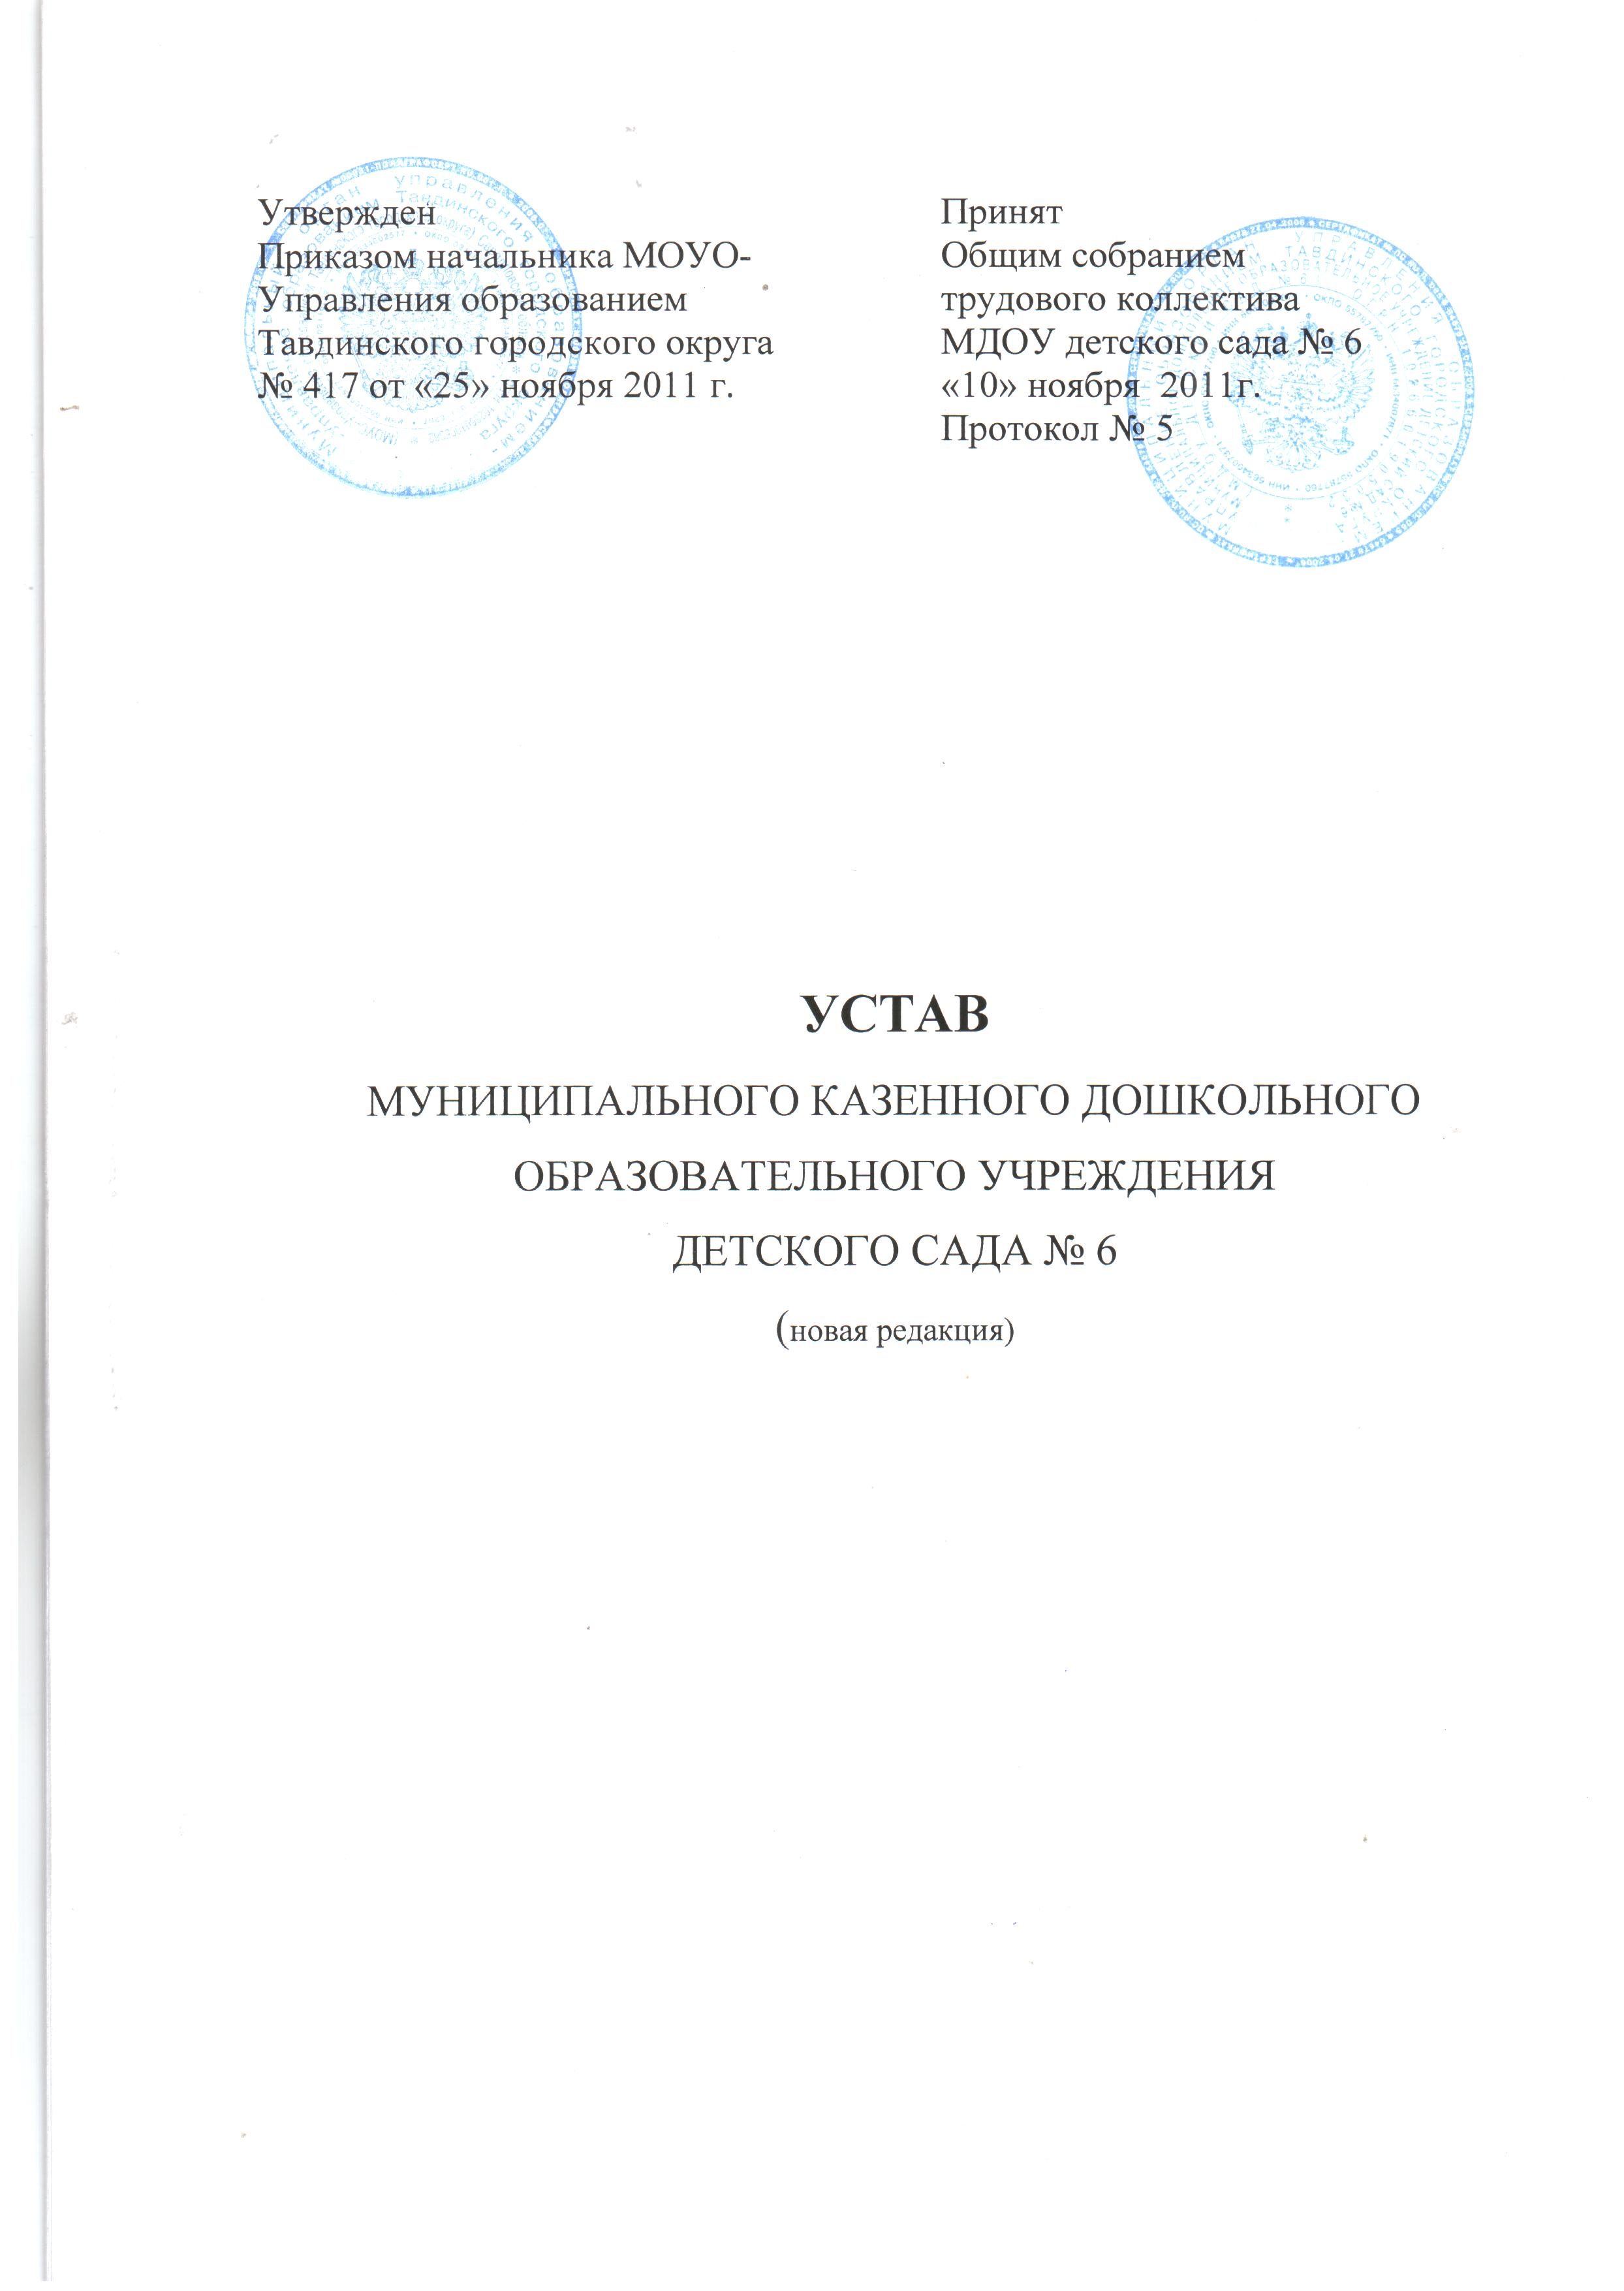 Утвержден
Приказом начальника МОУО-
Управления образованием
Тавдинского городского округа
№ 417 от «25» ноября 2011 г.
Принят
Общим собранием
трудового коллектива
МДОУ детского сада № 6
«10» ноября  2011г.
Протокол № 5
УСТАВ
МУНИЦИПАЛЬНОГО КАЗЕННОГО ДОШКОЛЬНОГО
ОБРАЗОВАТЕЛЬНОГО УЧРЕЖДЕНИЯ
ДЕТСКОГО САДА № 6
(новая редакция)